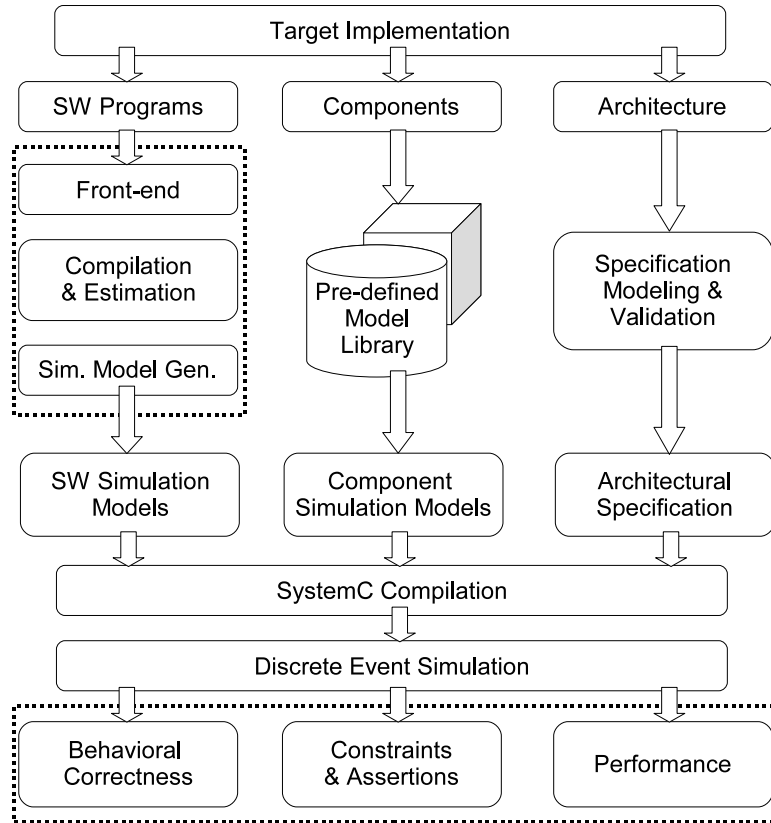 Target Implementation
SW Programs
Components
Architecture
Front-end
Compilation
& Estimation
Sim. Model Gen.
Pre-defined
Model
Library
Specification
Modeling &
Validation
SW Simulation
Models
Component
Simulation Models
Architectural
Specification
SystemC Compilation
Discrete Event Simulation
Behavioral
Correctness
Constraints
& Assertions
Performance